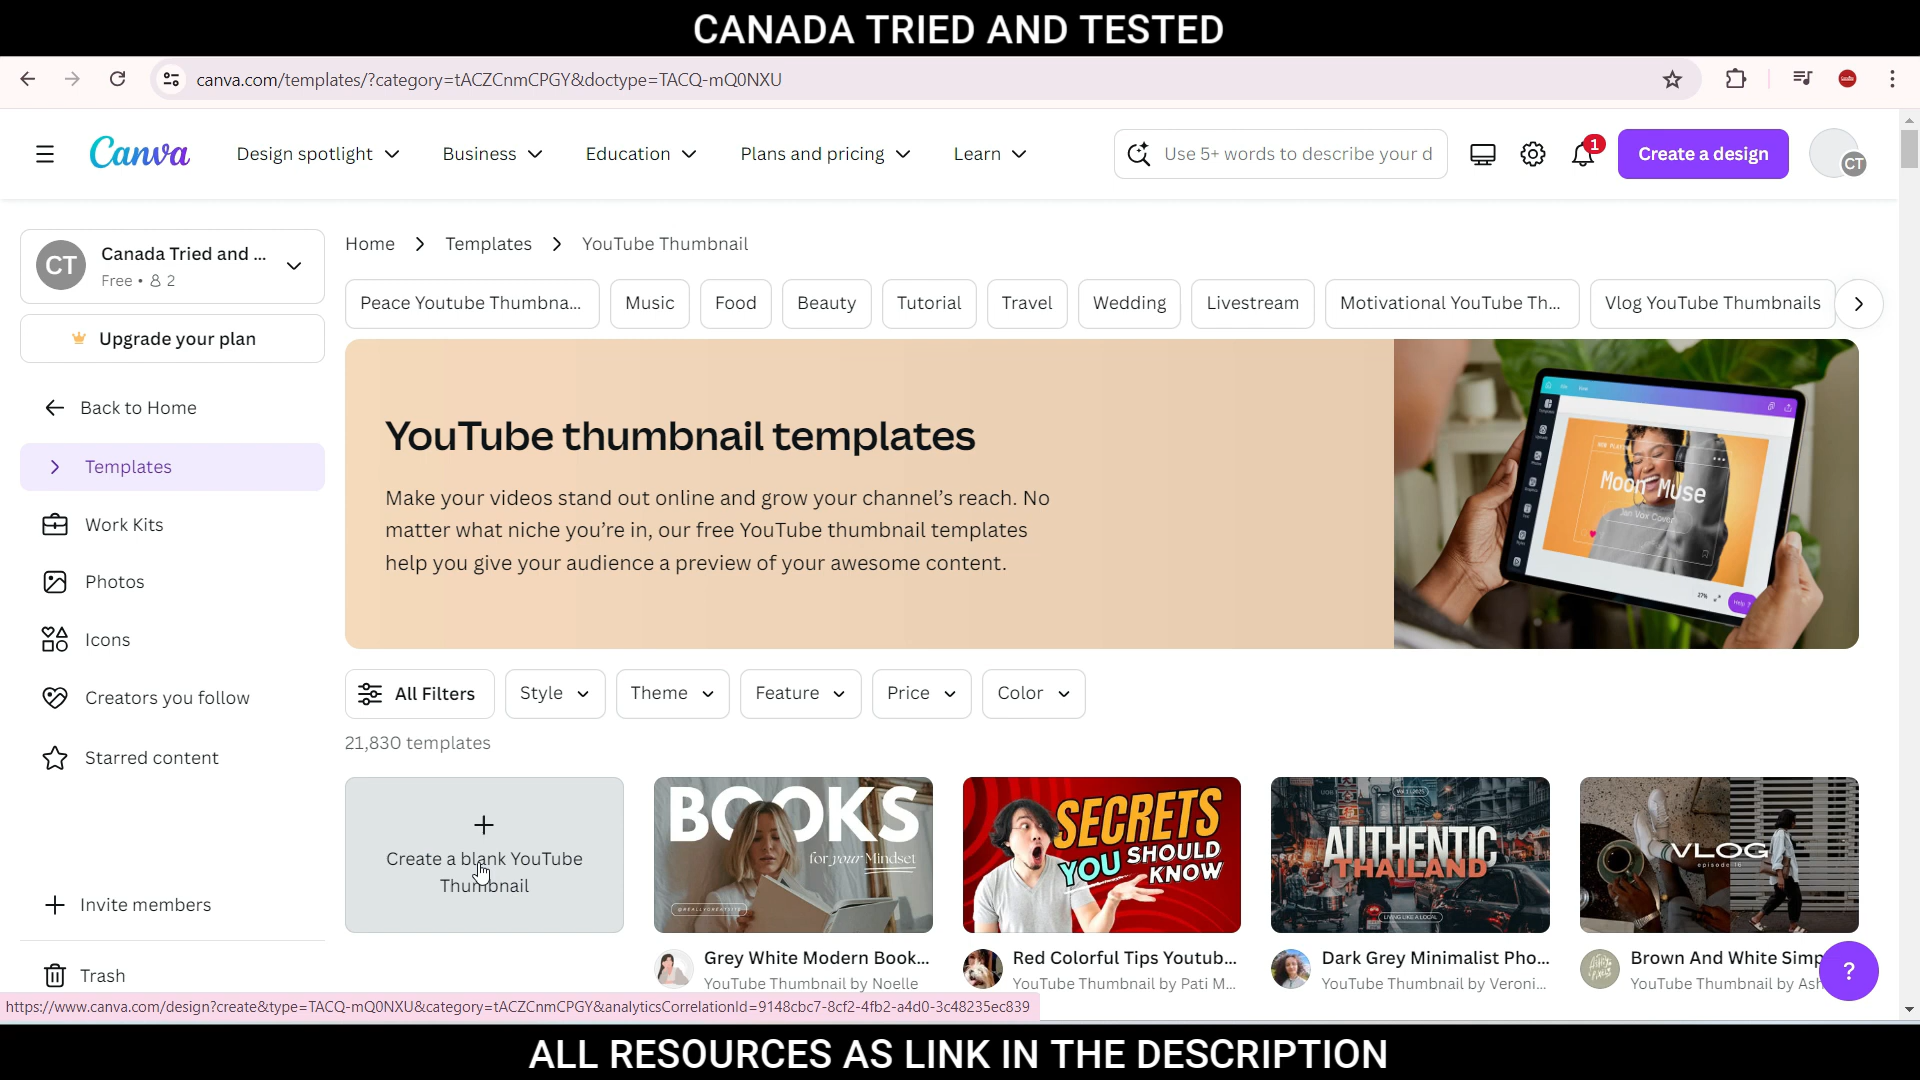 CANADA TRIED AND TESTED
canva.com/templates/?category=tACZCnmCPGY&doctype=TACQ-mQ0NXU
Canva
Design spotlight
Business
Education
Plans and pricing
Learn
Use 5+ words to describe your d
1
Create a design
CT
CT
Canada Tried and ...
Free • 2
Upgrade your plan
Back to Home
Templates
Work Kits
Photos
Icons
Creators you follow
Starred content
Invite members
Trash
Home > Templates > YouTube Thumbnail
Peace Youtube Thumbna...
Music
Food
Beauty
Tutorial
Travel
Wedding
Livestream
Motivational YouTube Th...
Vlog YouTube Thumbnails
YouTube thumbnail templates
Make your videos stand out online and grow your channel's reach. No
matter what niche you're in, our free YouTube thumbnail templates
help you give your audience a preview of your awesome content.
Moon Muse
27%
All Filters
Style
Theme
Feature
Price
Color
21,830 templates
Create a blank YouTube
Thumbnail
BOOKS
for your Mindset
@REALLYGREATSITE
Grey White Modern Book...
YouTube Thumbnail by Noelle
SECRETS
YOU SHOULD
KNOW
Red Colorful Tips Youtub...
YouTube Thumbnail by Pati M...
AUTHENTIC
THAILAND
LIVING LIKE A LOCAL
Dark Grey Minimalist Pho...
YouTube Thumbnail by Veroni...
VLOG
episode 16
Brown And White Simp
YouTube Thumbnail by Ash
?
https://www.canva.com/design?create&type=TACQ-mQ0NXU&category=tACZCnmCPGY&analyticsCorrelationId=9148cbc7-8cf2-4fb2-a4d0-3c48235ec839
ALL RESOURCES AS LINK IN THE DESCRIPTION